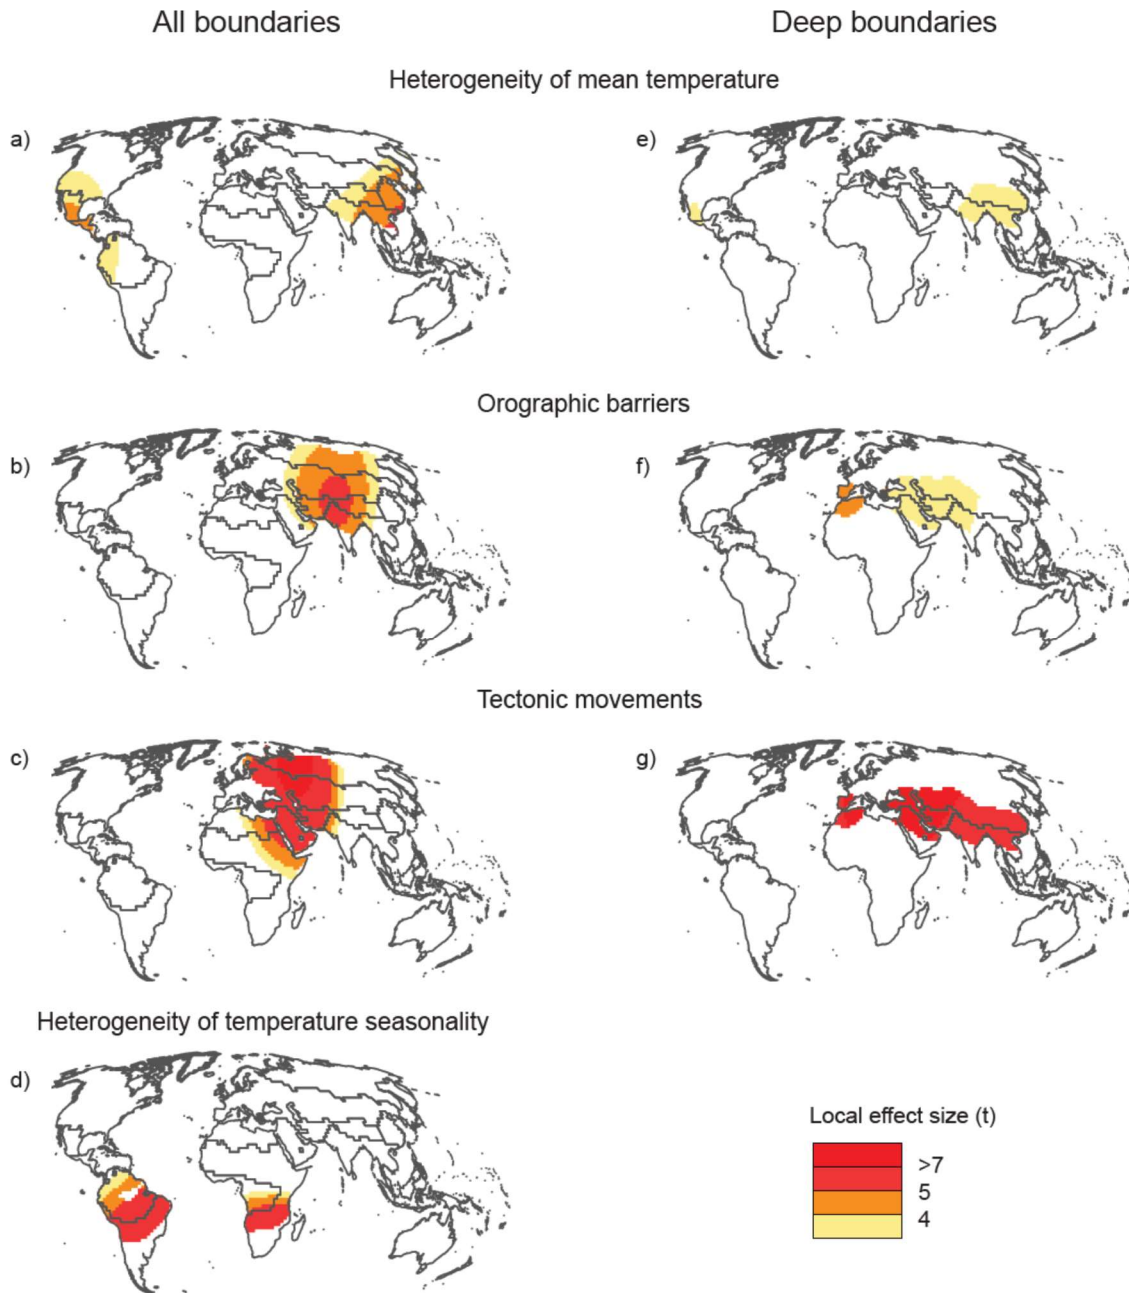 All boundaries
Deep boundaries
Heterogeneity of mean temperature
a)
e)
Orographic barriers
b)
f)
Tectonic movements
c)
g)
Heterogeneity of temperature seasonality
d)
Local effect size (t)
>7
5
4